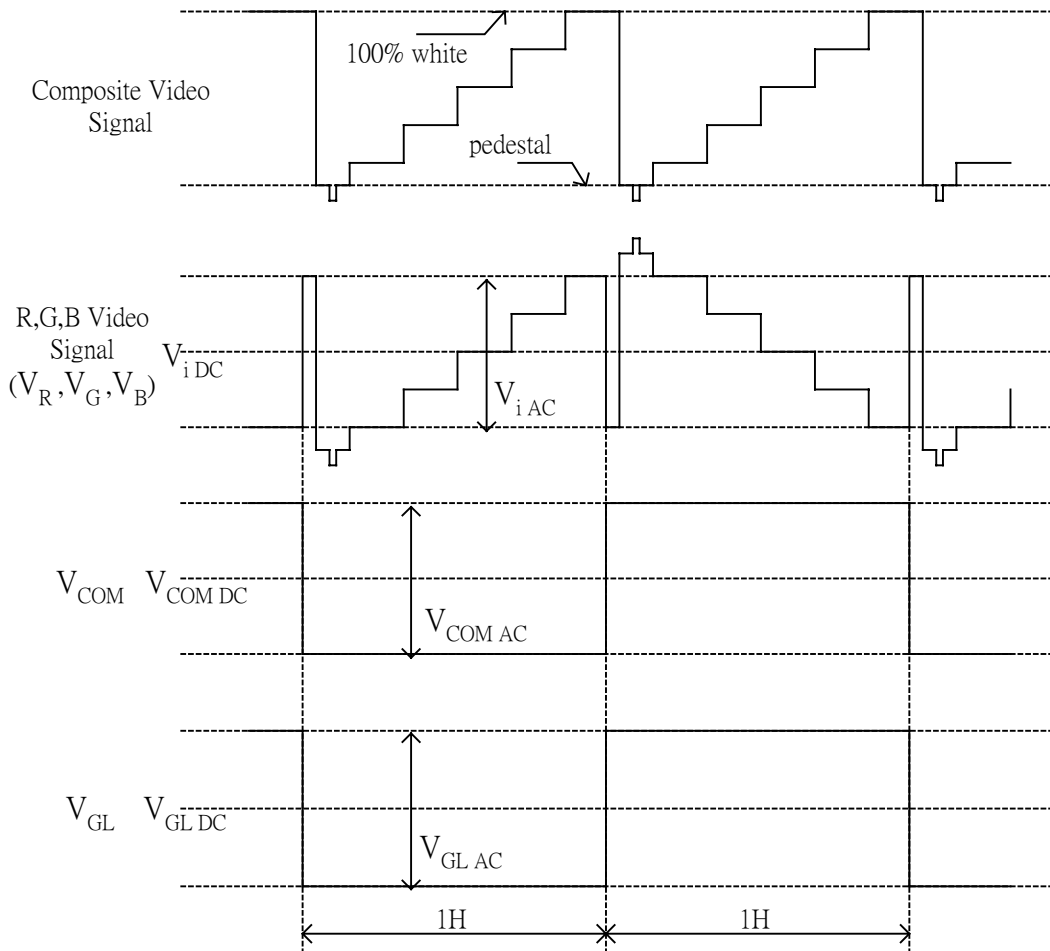 100% white
Composite Video
Signal
pedestal
R,G,B Video
Signal
(V_R ,V_G ,V_B)
V_i DC
V_i AC
V_COM V_COM DC
V_COM AC
V_GL V_GL DC
V_GL AC
1H 1H